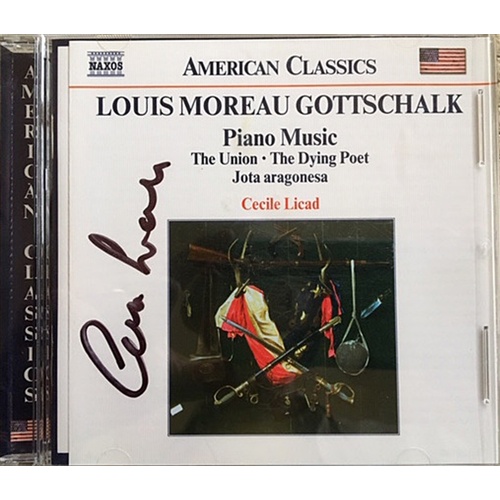 NAXOS
AMERICAN CLASSICS
LOUIS MOREAU GOTTSCHALK
Piano Music
The Union · The Dying Poet
Jota aragonesa
Cecile Licad
AMERICAN CLASSICS